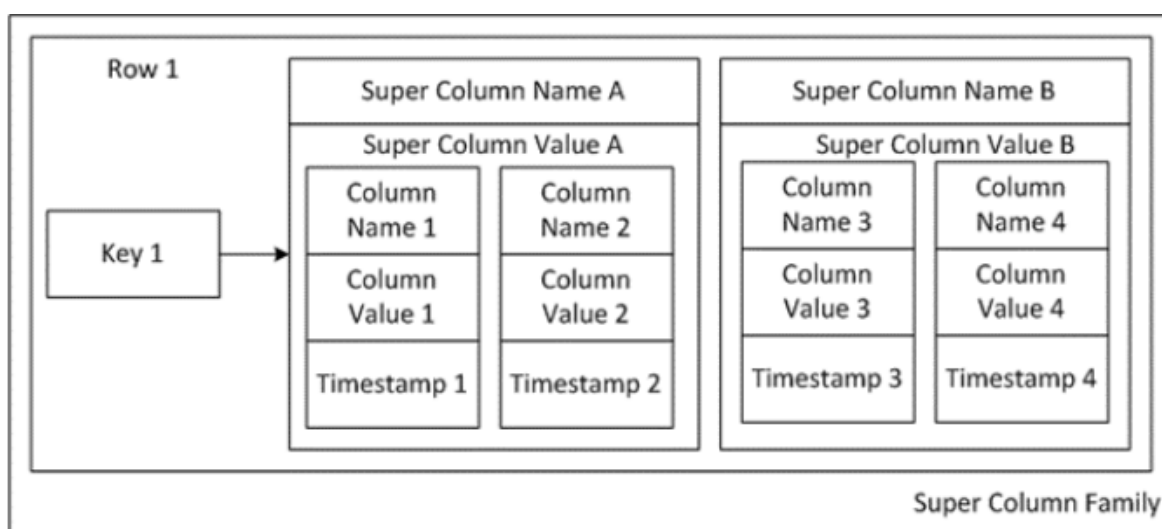 Row 1
Super Column Name A
Super Column Name B
Super Column Value A
Super Column Value B
Key 1
Column
Name 1
Column
Name 2
Column
Name 3
Column
Name 4
Column
Value 1
Column
Value 2
Column
Value 3
Column
Value 4
Timestamp 1
Timestamp 2
Timestamp 3
Timestamp 4
Super Column Family